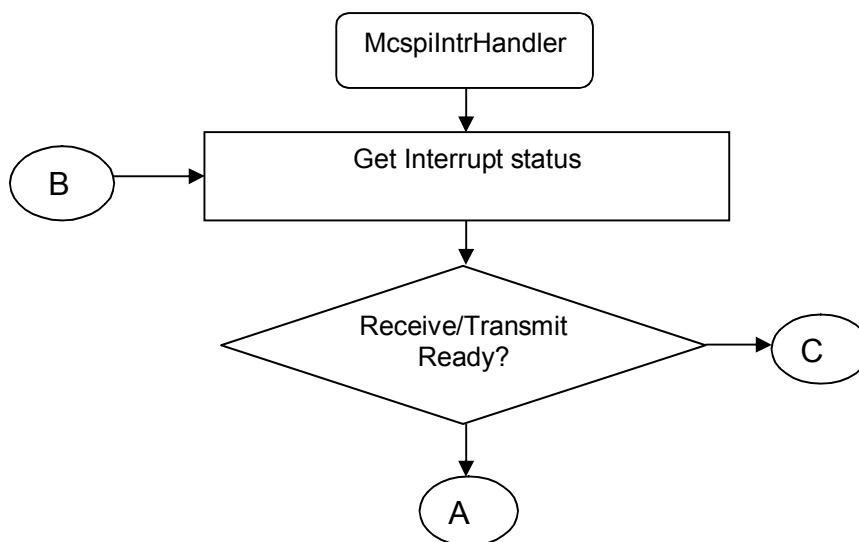 McspiIntrHandler
Get Interrupt status
B
Receive/Transmit
Ready?
C
A